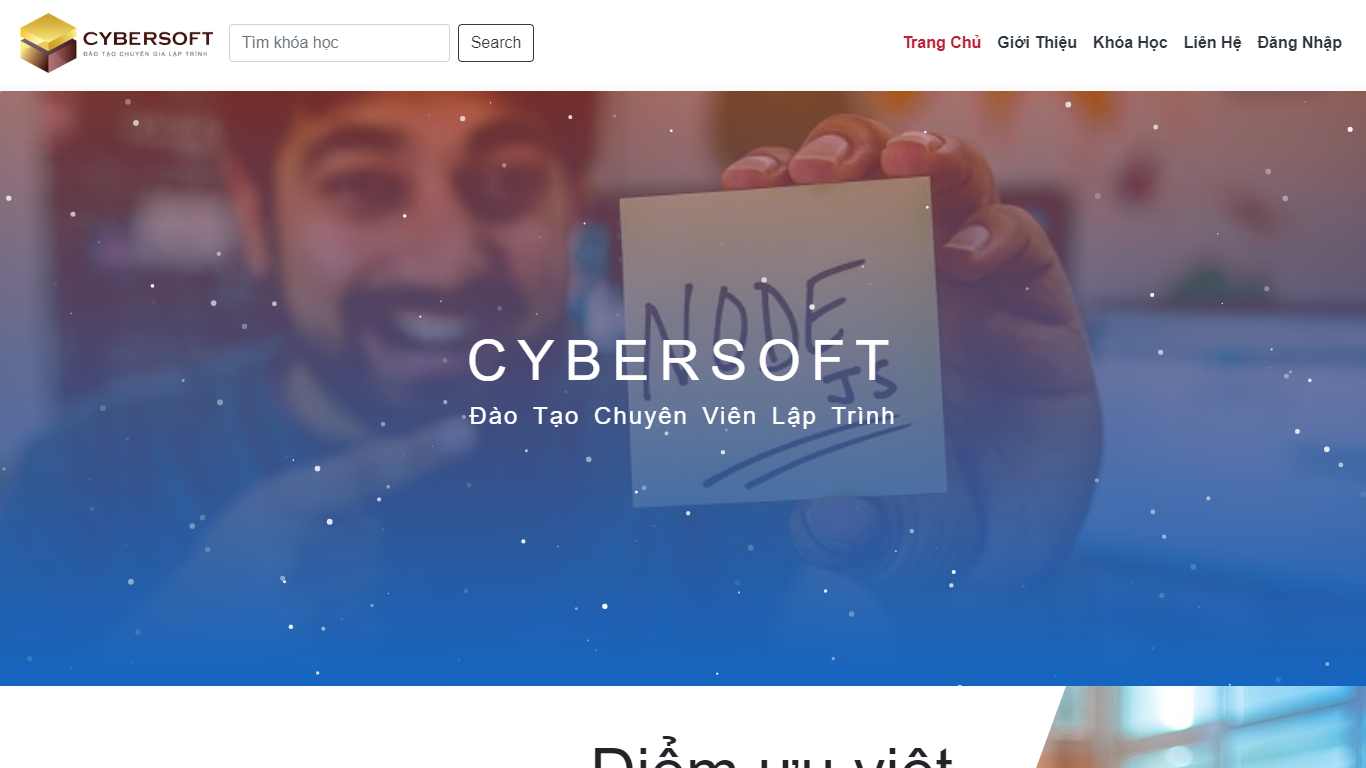 CYBERSOFT
ĐÀO TẠO CHUYÊN GIA LẬP TRÌNH
Tìm khóa học
Search
Trang Chủ
Giới Thiệu
Khóa Học
Liên Hệ
Đăng Nhập
NODE
JS
CYBERSOFT
Đào Tạo Chuyên Viên Lập Trình
Điểm ưu việt